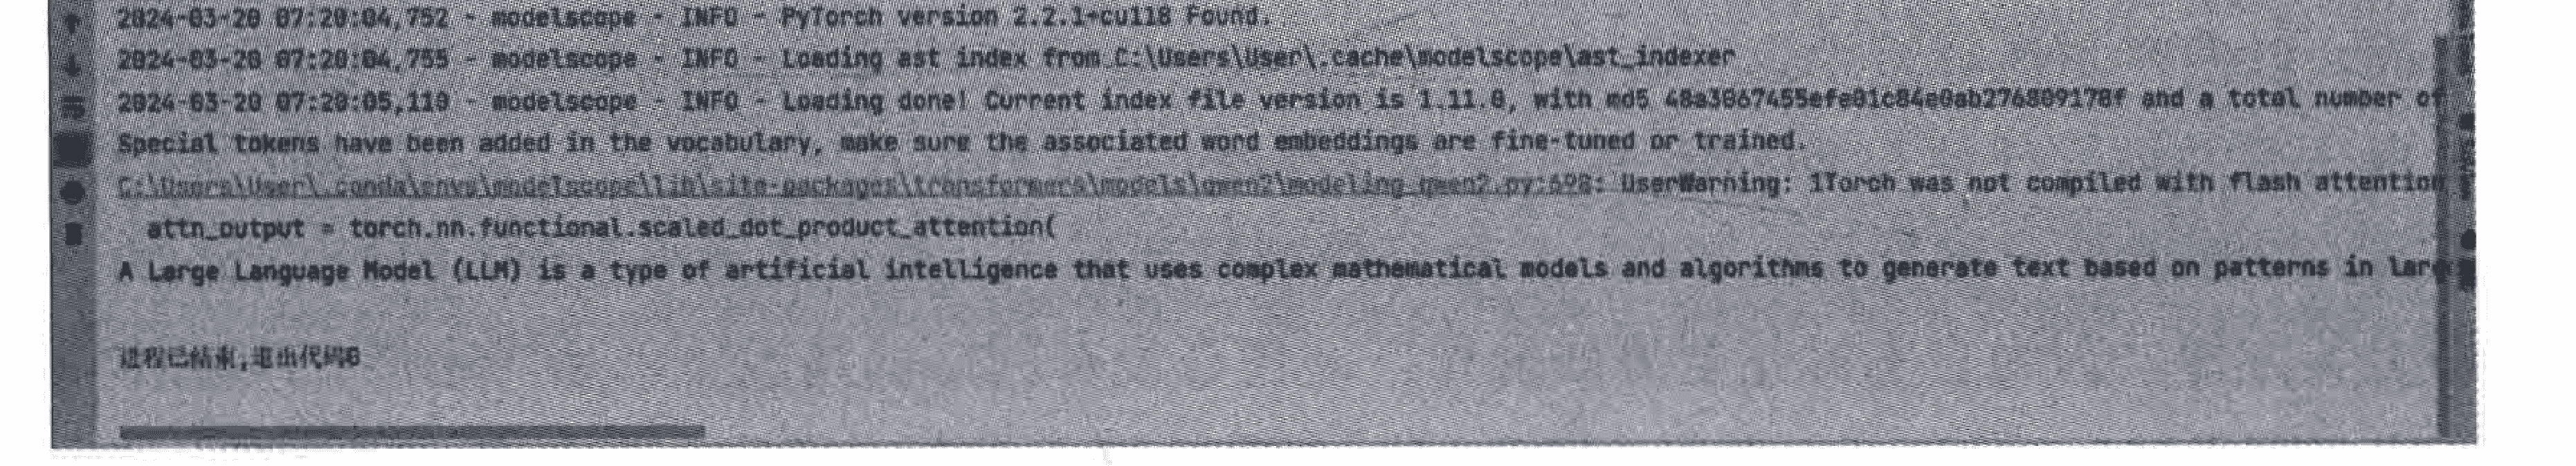 2024-03-20 07:20:04,752 - modelscope - INFO - PyTorch version 2.2.1+cu118 Found.
2024-03-20 07:20:04,755 - modelscope - INFO - Loading ast index from C:\Users\User\.cache\modelscope\ast_indexer
2024-03-20 07:20:05,110 - modelscope - INFO - Loading done! Current index file version is 1.11.0, with md5 and a total number of
Special tokens have been added in the vocabulary, make sure the associated word embeddings are fine-tuned or trained.
C:\Users\User\.conda\envs\modelscope\lib\site-packages\transformers\models\qwen2\modeling_qwen2.py:698: UserWarning: 1Torch was not compiled with flash attention
attn_output = torch.nn.functional.scaled_dot_product_attention(
A Large Language Model (LLM) is a type of artificial intelligence that uses complex mathematical models and algorithms to generate text based on patterns in
进程已结束,退出代码0